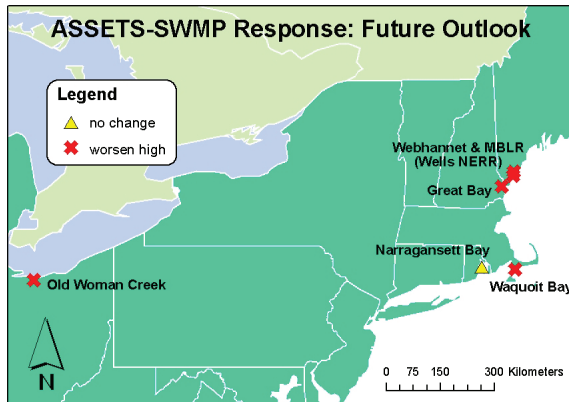 ASSETS-SWMP Response: Future Outlook
Legend
no change
worsen high
Webhannet & MBLR
(Wells NERR)
Great Bay
Narragansett Bay
Old Woman Creek
Waquoit Bay
N
0 75 150 300 Kilometers